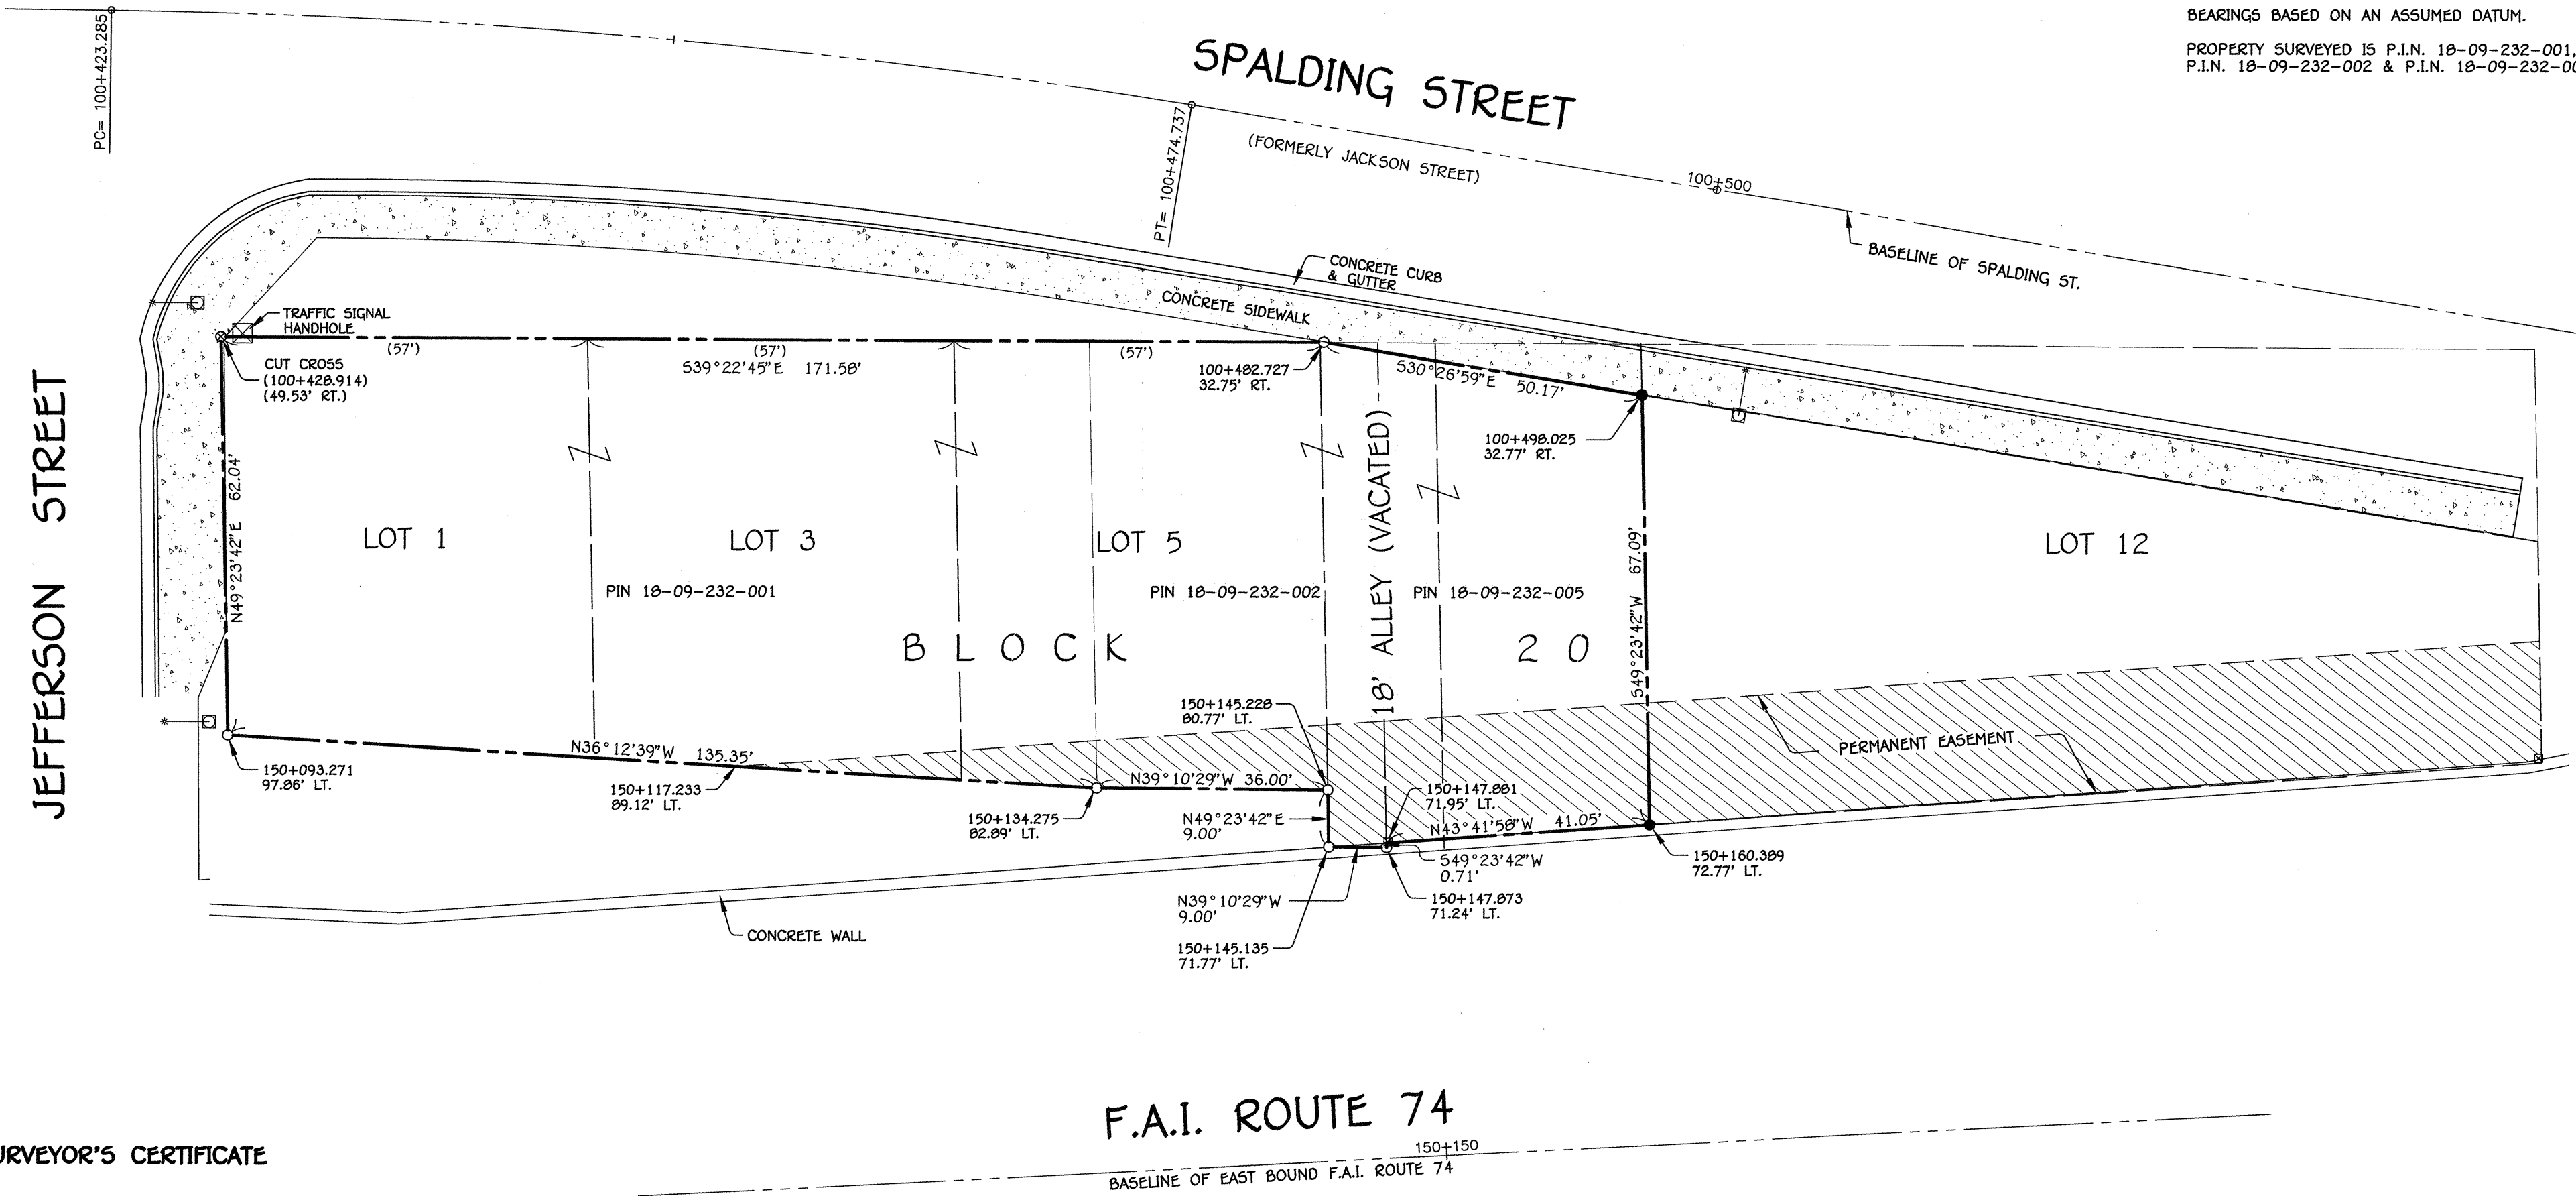 BEARINGS BASED ON AN ASSUMED DATUM.
PROPERTY SURVEYED IS P.I.N. 18-09-232-001,
P.I.N. 18-09-232-002 & P.I.N. 18-09-232-00
PC= 100+423.285
SPALDING STREET
(FORMERLY JACKSON STREET)
PT= 100+474.737
100+500
BASELINE OF SPALDING ST.
CONCRETE CURB
& GUTTER
CONCRETE SIDEWALK
TRAFFIC SIGNAL
HANDHOLE
CUT CROSS
(100+428.914)
(49.53' RT.)
(57')
(57')
(57')
S39°22'45"E 171.58'
100+482.727
32.75' RT.
S30°26'59"E 50.17'
100+498.025
32.77' RT.
JEFFERSON STREET
N49°23'42"E 62.04'
LOT 1
LOT 3
LOT 5
18' ALLEY (VACATED)
LOT 12
PIN 18-09-232-001
PIN 18-09-232-002
PIN 18-09-232-005
S49°23'42"W 67.09'
BLOCK 20
150+145.228
80.77' LT.
PERMANENT EASEMENT
N36°12'39"W 135.35'
150+093.271
97.86' LT.
150+117.233
89.12' LT.
N39°10'29"W 36.00'
150+134.275
82.89' LT.
N49°23'42"E
9.00'
150+147.881
71.95' LT.
N43°41'58"W 41.05'
S49°23'42"W
0.71'
150+160.389
72.77' LT.
N39°10'29"W
9.00'
150+147.873
71.24' LT.
150+145.135
71.77' LT.
CONCRETE WALL
F.A.I. ROUTE 74
150+150
BASELINE OF EAST BOUND F.A.I. ROUTE 74
URVEYOR'S CERTIFICATE